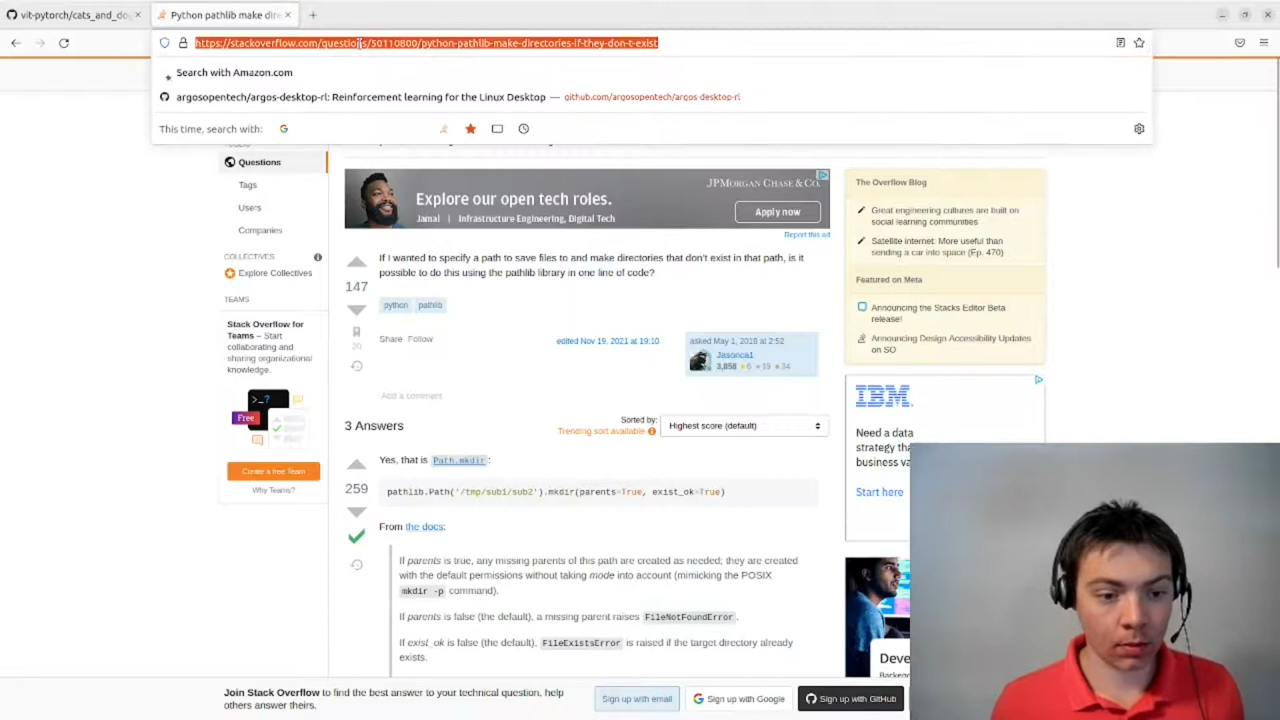 vit-pytorch/cats_and_do
Python pathlib make dire
https://stackoverflow.com/questions/50110800/python-pathlib-make-directories-if-they-don-t-exist
Search with Amazon.com
argosopentech/argos-desktop-rl: Reinforcement learning for the Linux Desktop — github.com/argosopentech/argos-desktop-rl
This time, search with:
Questions
Tags
Users
Companies
COLLECTIVES
Explore Collectives
TEAMS
Stack Overflow for
Teams – Start
collaborating and
sharing organizational
knowledge.
>_?
Free
Create a free Team
Why Teams?
JPMORGAN CHASE & CO.
Explore our open tech roles.
Jamal | Infrastructure Engineering, Digital Tech
Apply now
Report this ad
147
If I wanted to specify a path to save files to and make directories that don't exist in that path, is it
possible to do this using the pathlib library in one line of code?
python pathlib
20
Share Follow
edited Nov 19, 2021 at 19:10
asked May 1, 2018 at 2:52
Jasonca1
3,858 6 19 34
Add a comment
3 Answers
Sorted by:
Trending sort available
Highest score (default)
259
Yes, that is Path.mkdir:
pathlib.Path('/tmp/sub1/sub2').mkdir(parents=True, exist_ok=True)
From the docs:
If parents is true, any missing parents of this path are created as needed; they are created
with the default permissions without taking mode into account (mimicking the POSIX
mkdir -p command).
If parents is false (the default), a missing parent raises FileNotFoundError.
If exist_ok is false (the default), FileExistsError is raised if the target directory already
exists.
The Overflow Blog
Great engineering cultures are built on
social learning communities
Satellite internet: More useful than
sending a car into space (Ep. 470)
Featured on Meta
Announcing the Stacks Editor Beta
release!
Announcing Design Accessibility Updates
on SO
IBM
Need a data
strategy tha
business va
Start here
Deve
Join Stack Overflow to find the best answer to your technical question, help
others answer theirs.
Sign up with email
Sign up with Google
Sign up with GitHub